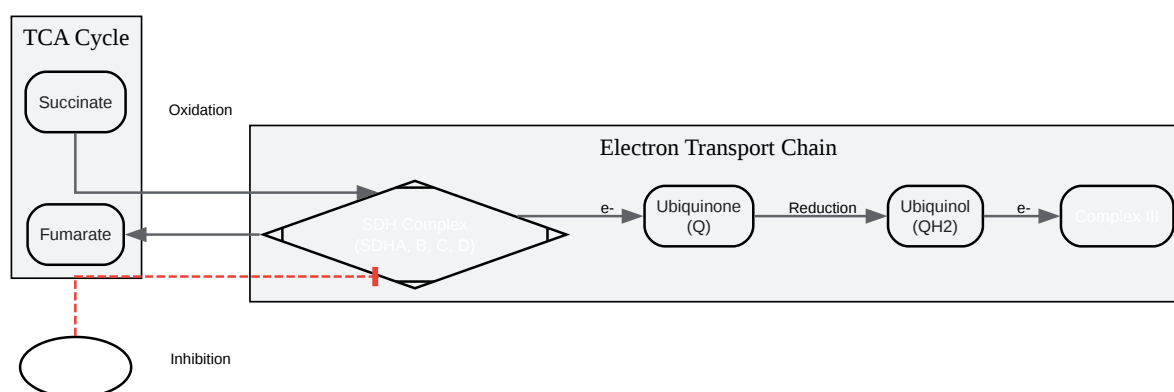 TCA Cycle
Succinate
Oxidation
Electron Transport Chain
SDH Complex
(SDHA, B, C, D)
e-
Ubiquinone
(Q)
Reduction
Ubiquinol
(QH2)
e-
Complex III
Fumarate
Inhibition